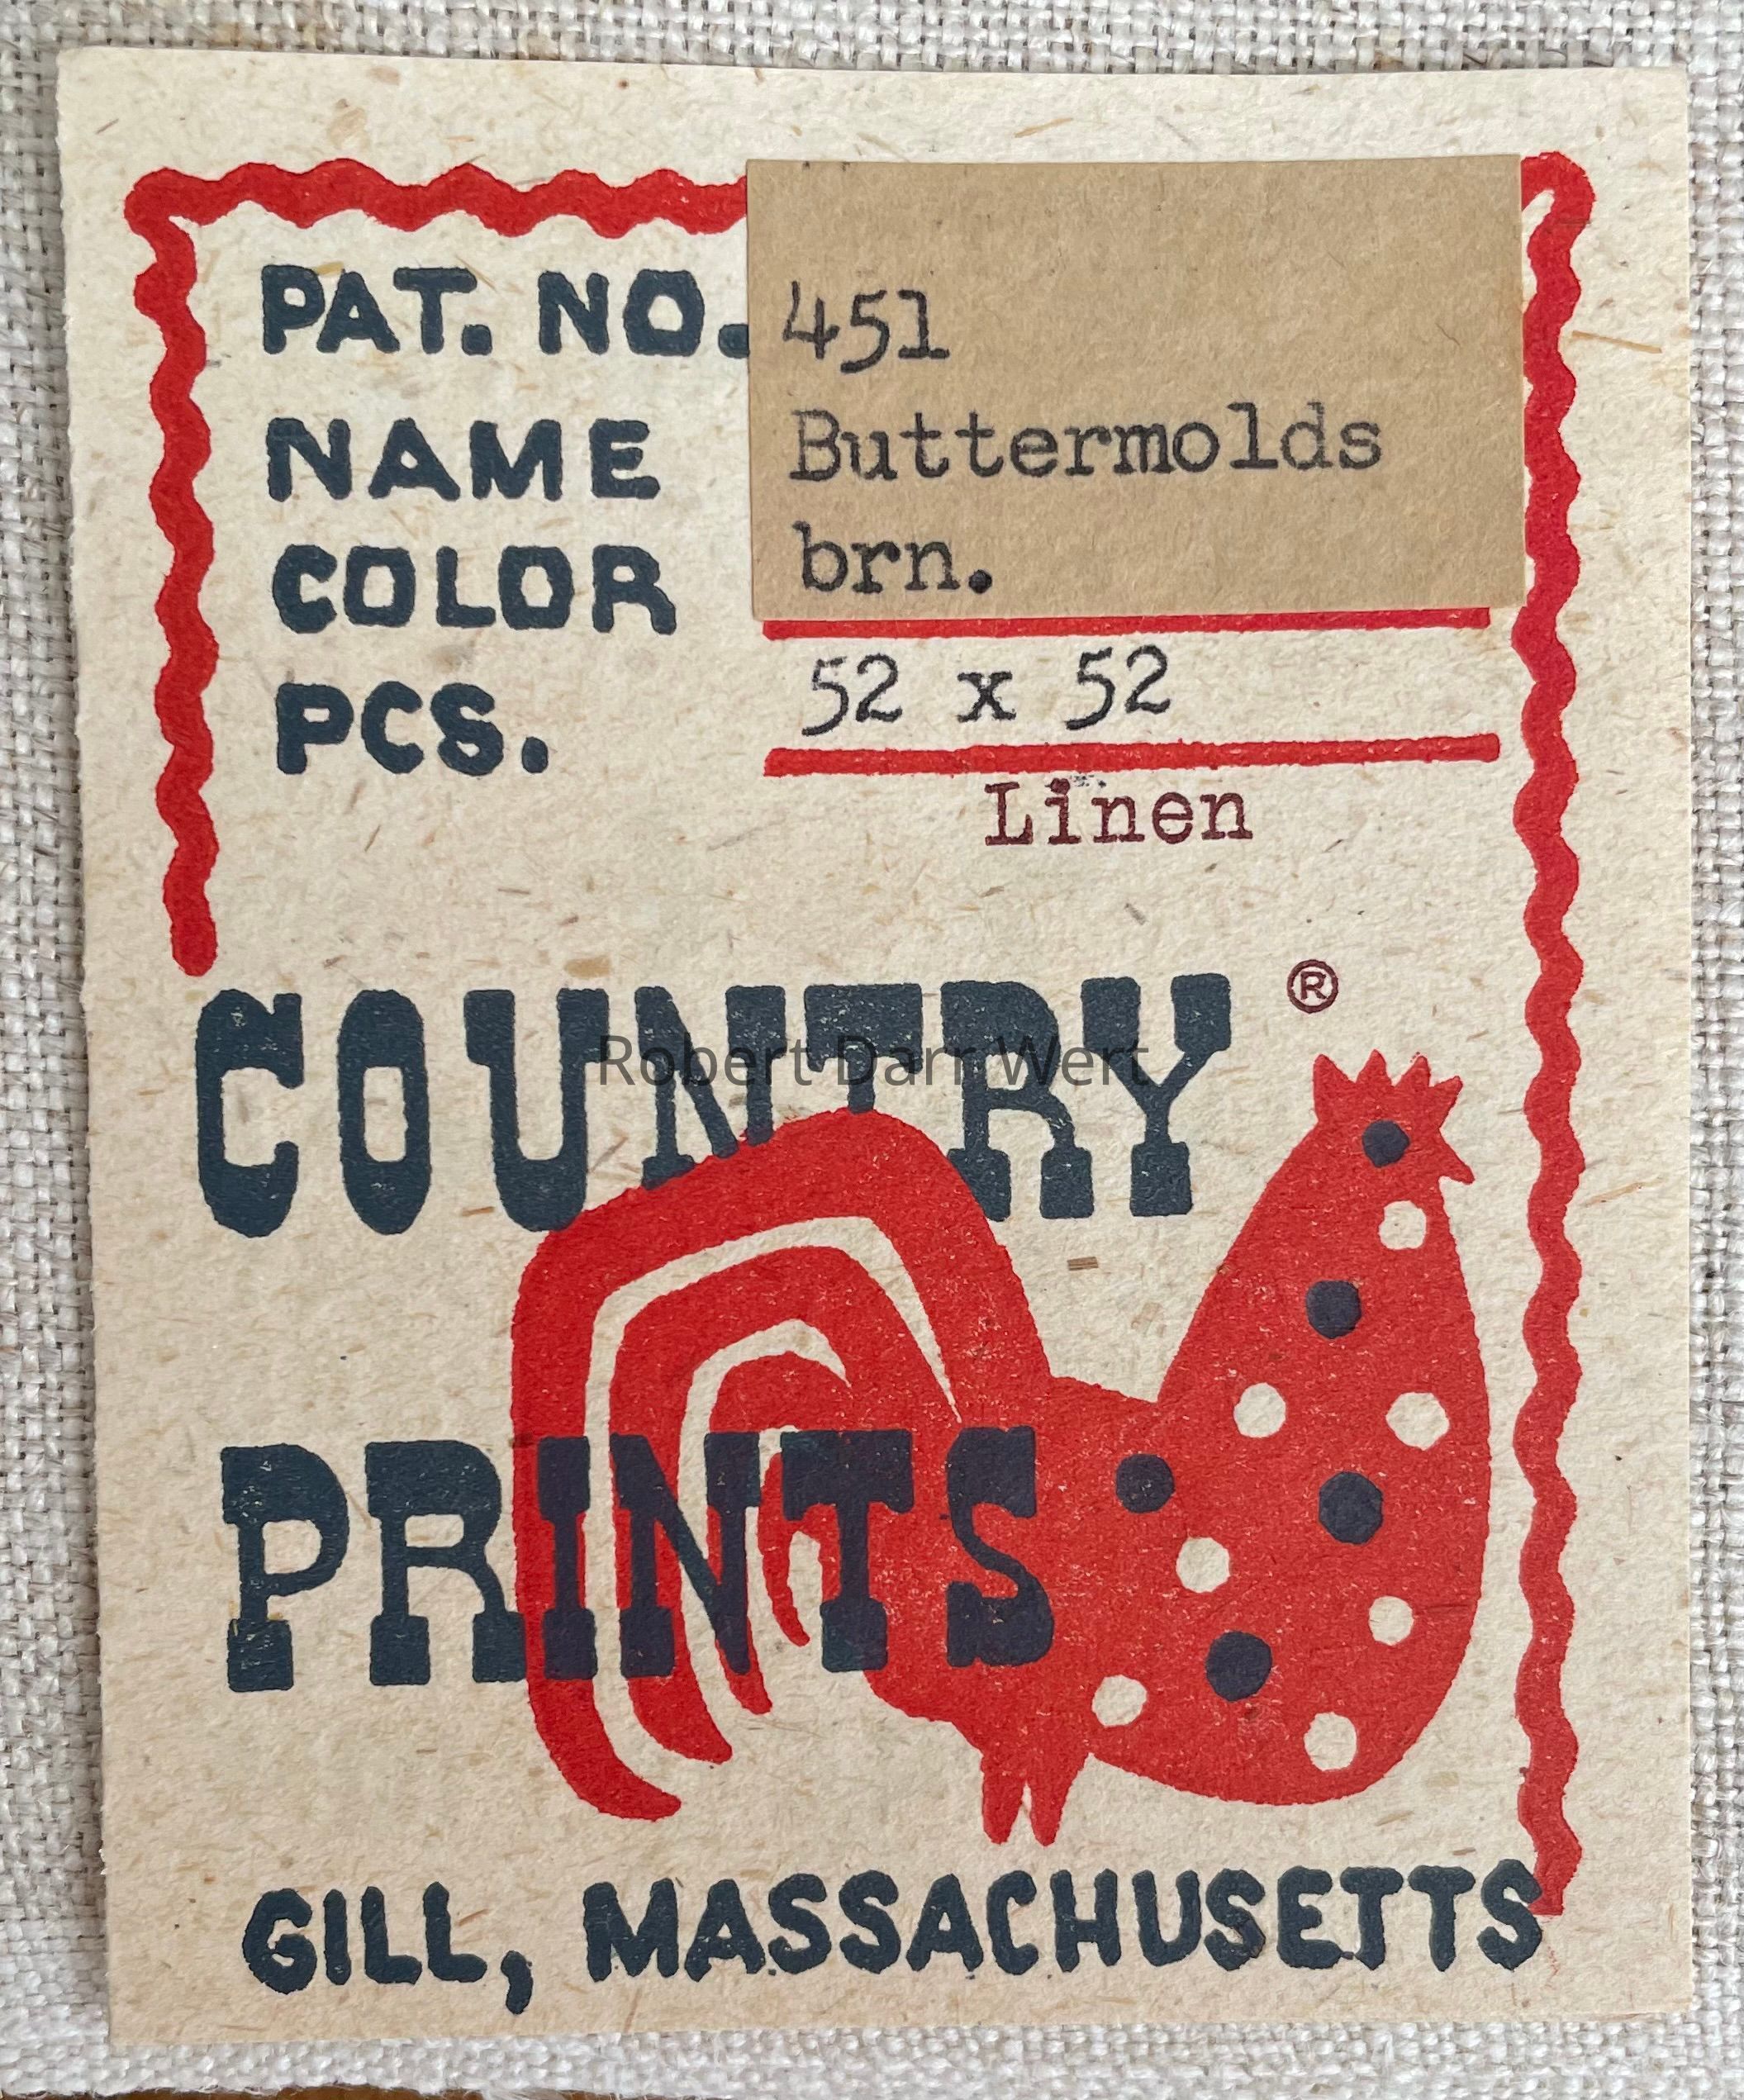 PAT. NO. 451
NAME Buttermolds
COLOR brn.
PCS. 52 x 52
Linen
COUNTRY ®
Robert Darr Wert
PRINTS
GILL, MASSACHUSETTS